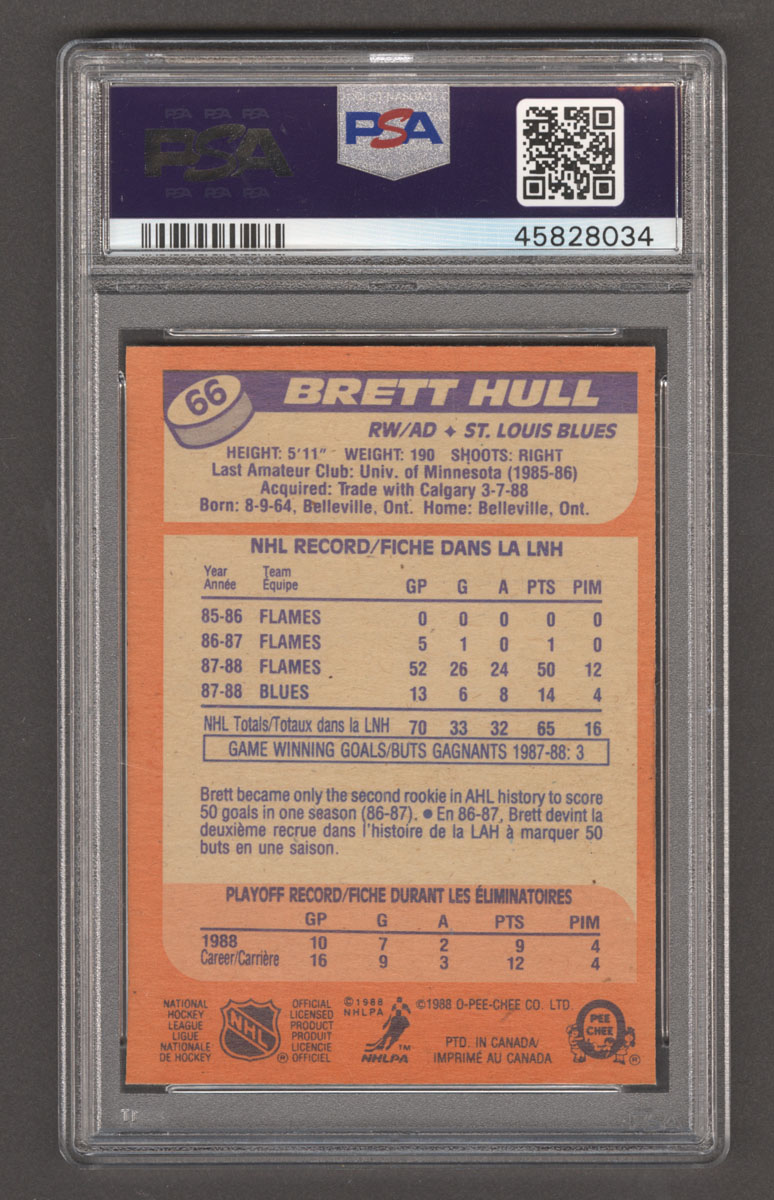 PSA PSA PSA
PSA
PSA PSA PSA
PSA
45828034
66
BRETT HULL
RW/AD ✦ ST. LOUIS BLUES
HEIGHT: 5'11" WEIGHT: 190 SHOOTS: RIGHT
Last Amateur Club: Univ. of Minnesota (1985-86)
Acquired: Trade with Calgary 3-7-88
Born: 8-9-64, Belleville, Ont. Home: Belleville, Ont.
NHL RECORD/FICHE DANS LA LNH
Year Team
Année Équipe GP G A PTS PIM
85-86 FLAMES 0 0 0 0 0
86-87 FLAMES 5 1 0 1 0
87-88 FLAMES 52 26 24 50 12
87-88 BLUES 13 6 8 14 4
NHL Totals/Totaux dans la LNH 70 33 32 65 16
GAME WINNING GOALS/BUTS GAGNANTS 1987-88: 3
Brett became only the second rookie in AHL history to score
50 goals in one season (86-87). ● En 86-87, Brett devint la
deuxième recrue dans l'histoire de la LAH à marquer 50
buts en une saison.
PLAYOFF RECORD/FICHE DURANT LES ÉLIMINATOIRES
GP G A PTS PIM
1988 10 7 2 9 4
Career/Carrière 16 9 3 12 4
NATIONAL
HOCKEY
LEAGUE
LIGUE
NATIONALE
DE HOCKEY
NHL
®
OFFICIAL
LICENSED
PRODUCT
PRODUIT
LICENCIE
OFFICIEL
©1988
NHLPA
TM
NHLPA
©1988 O-PEE-CHEE CO. LTD.
PTD. IN CANADA/
IMPRIMÉ AU CANADA
PEE
CHEE
®